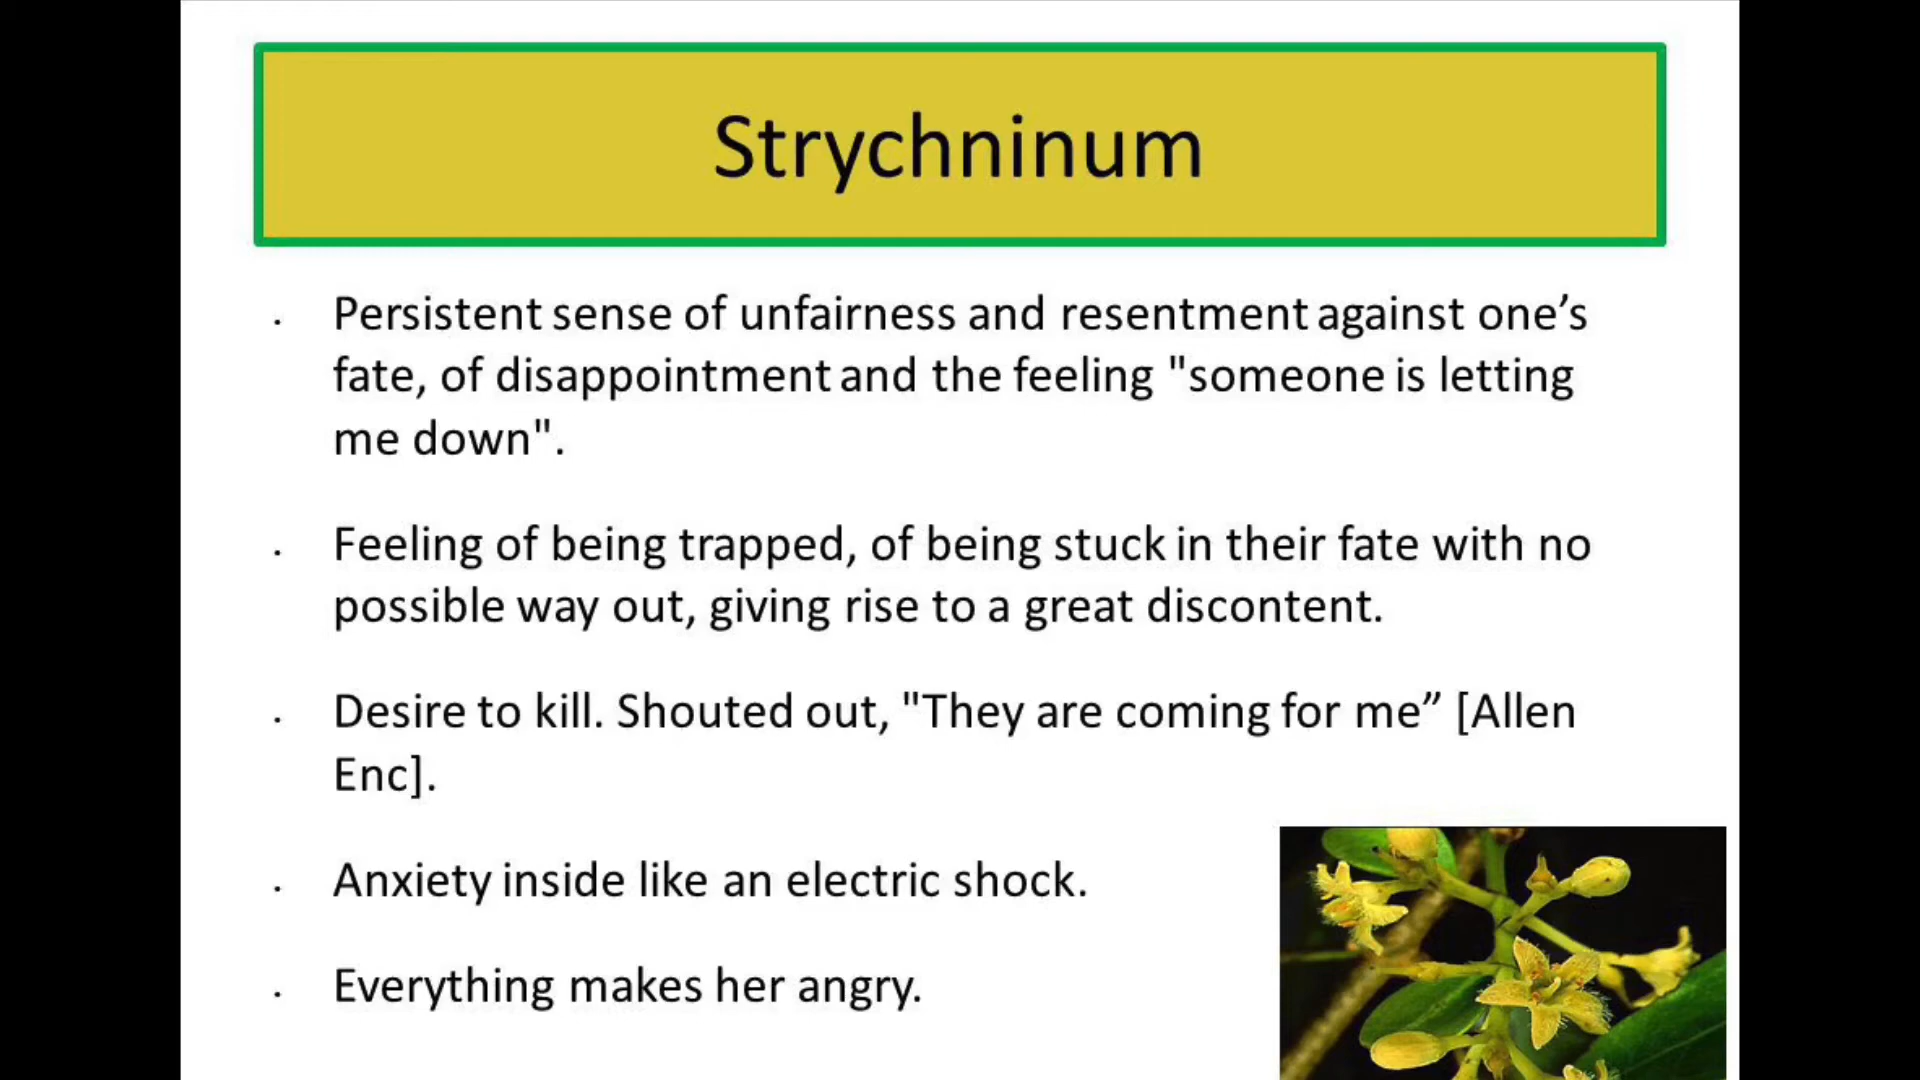 Strychninum
· Persistent sense of unfairness and resentment against one’s
fate, of disappointment and the feeling "someone is letting
me down".
· Feeling of being trapped, of being stuck in their fate with no
possible way out, giving rise to a great discontent.
· Desire to kill. Shouted out, "They are coming for me” [Allen
Enc].
· Anxiety inside like an electric shock.
· Everything makes her angry.